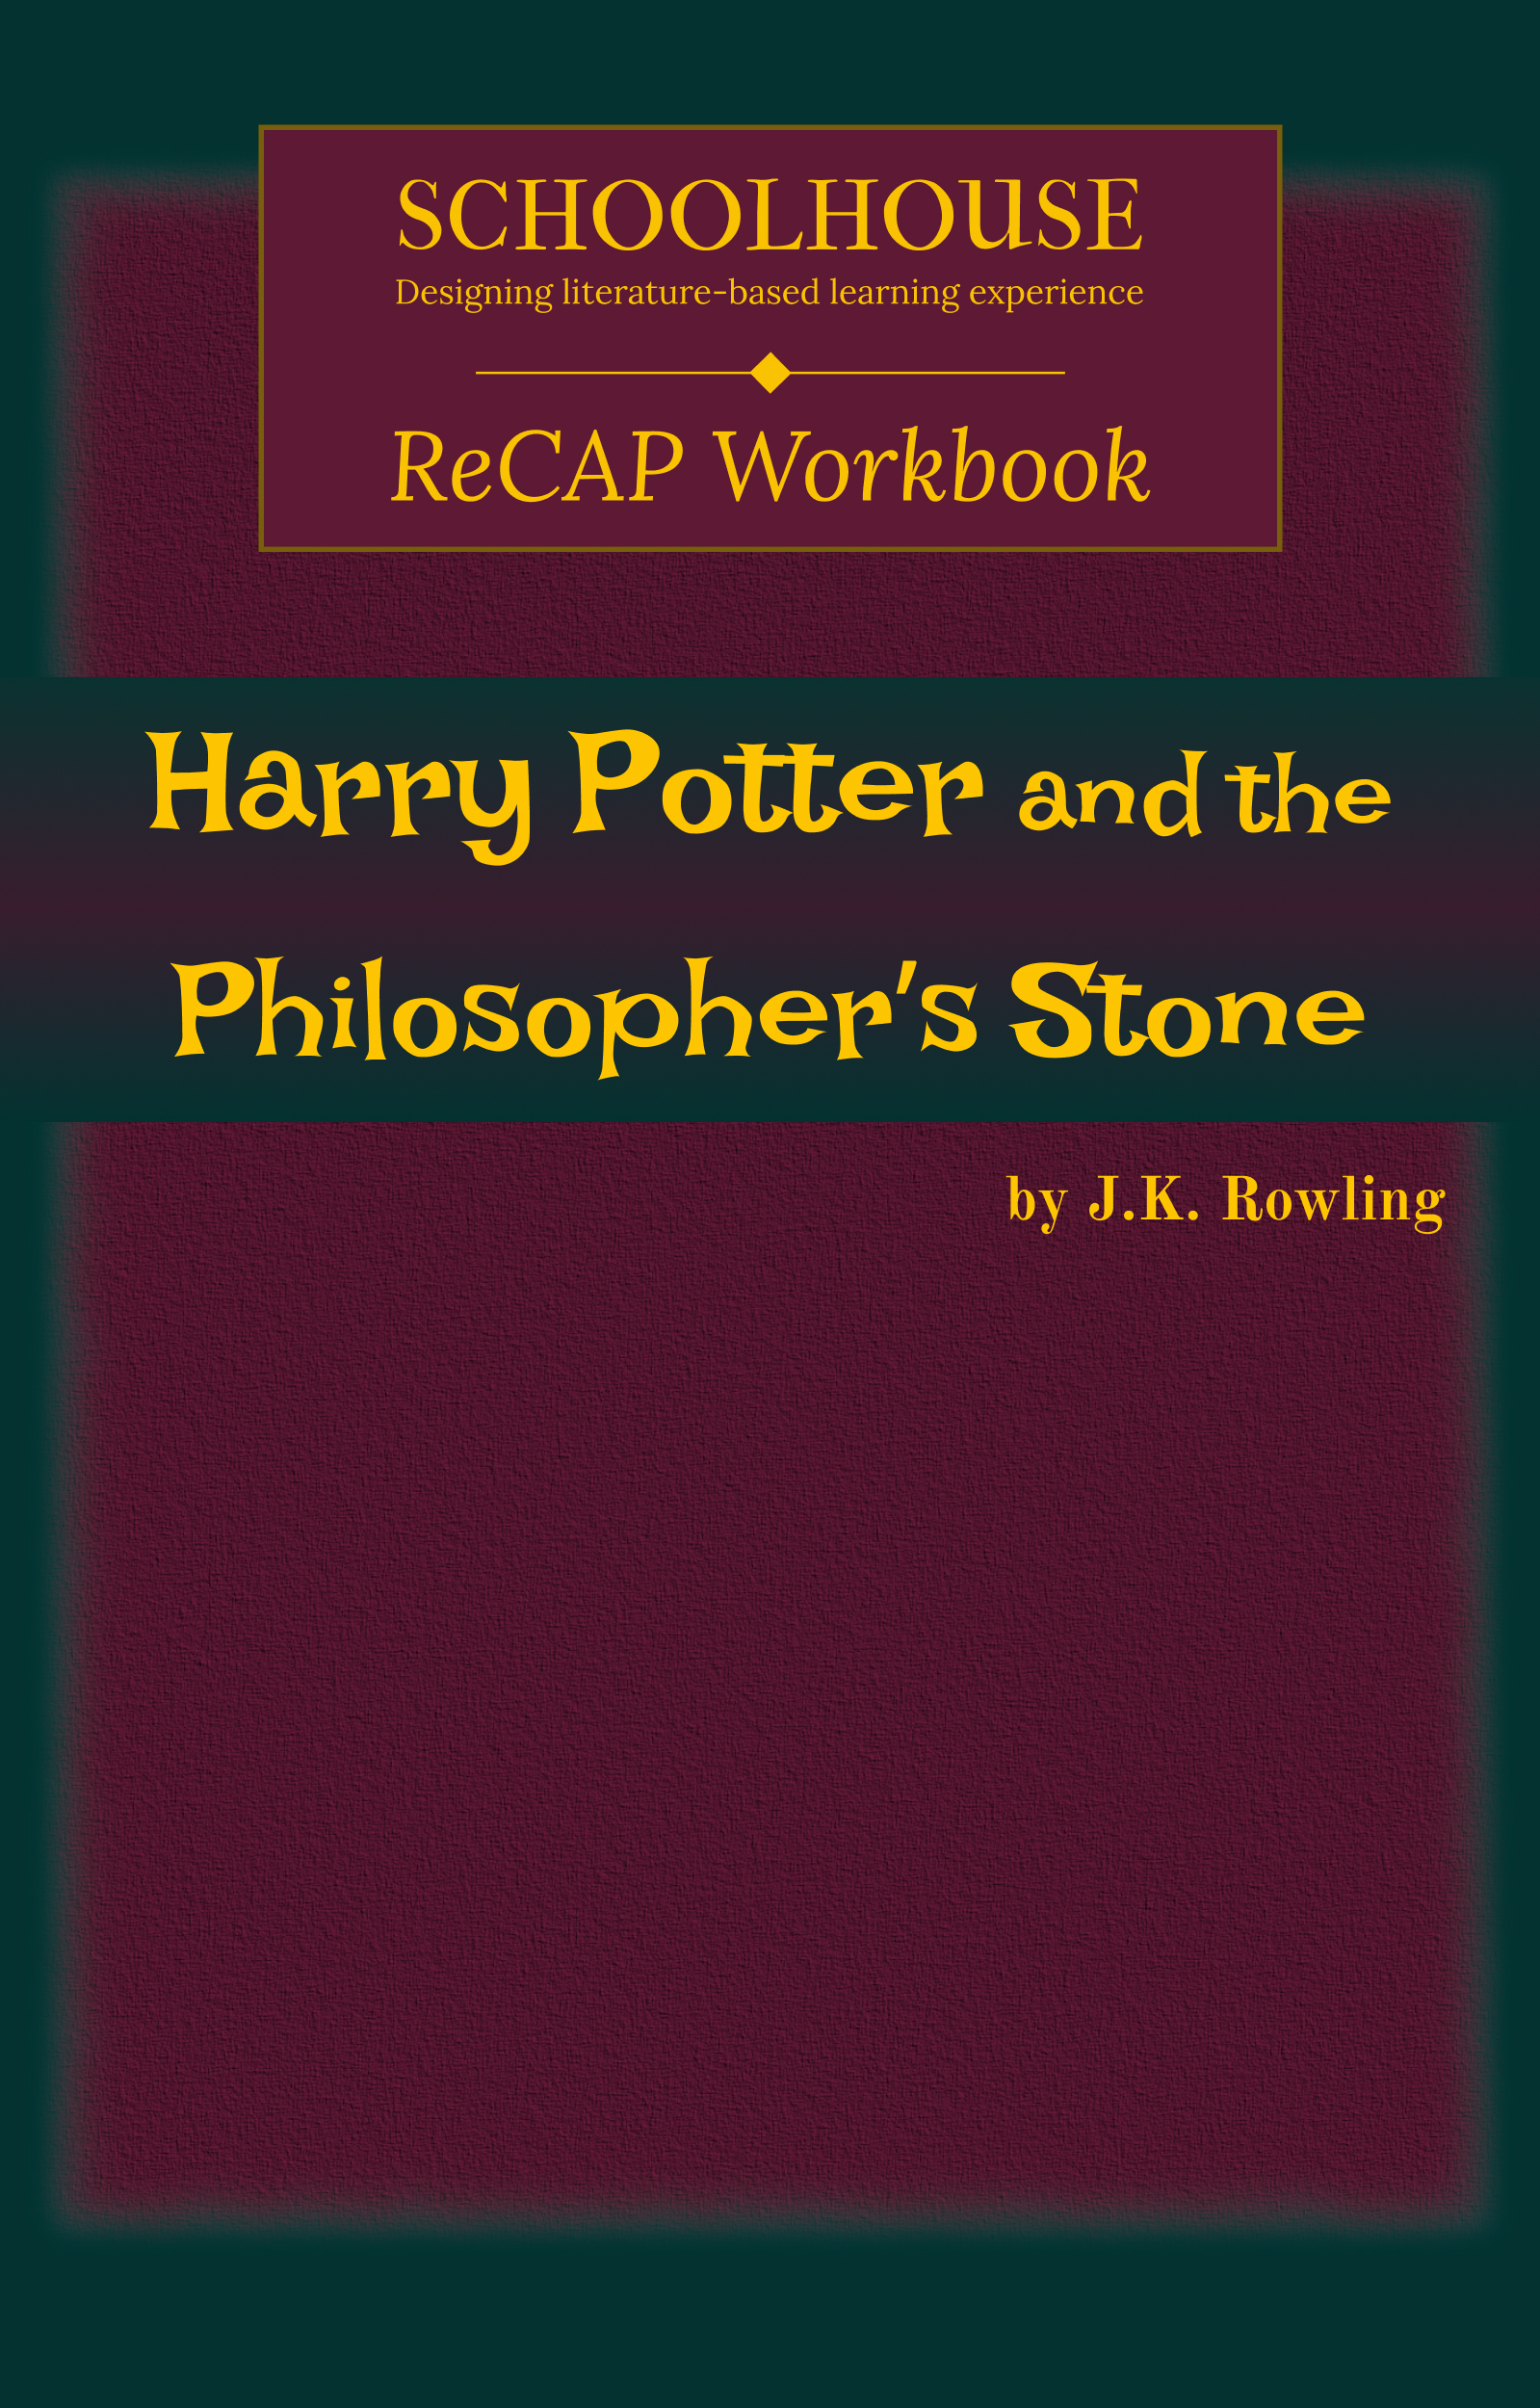 SCHOOLHOUSE
Designing literature-based learning experience
ReCAP Workbook
Harry Potter and the
Philosopher's Stone
by J.K. Rowling